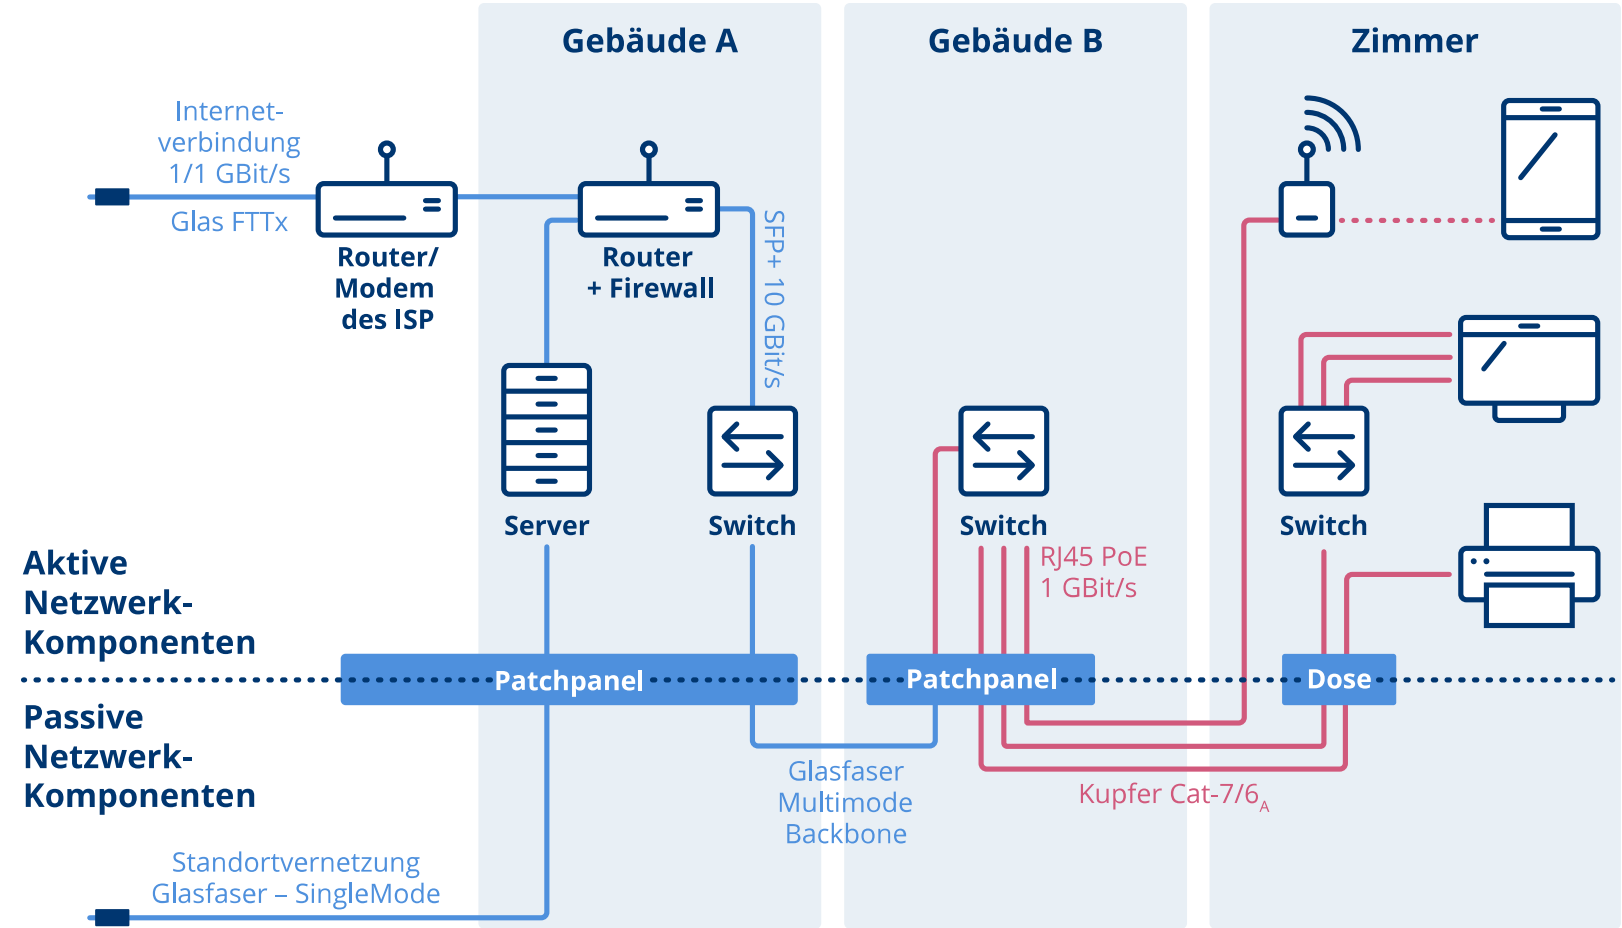 Gebäude A
Gebäude B
Zimmer
Internet-
verbindung
1/1 GBit/s
Glas FTTx
Router/
Modem
des ISP
Router
+ Firewall
SFP+ 10 GBit/s
Server
Switch
Switch
RJ45 PoE
1 GBit/s
Switch
Aktive
Netzwerk-
Komponenten
Patchpanel
Patchpanel
Dose
Passive
Netzwerk-
Komponenten
Glasfaser
Multimode
Backbone
Kupfer Cat-7/6A
Standortvernetzung
Glasfaser – SingleMode